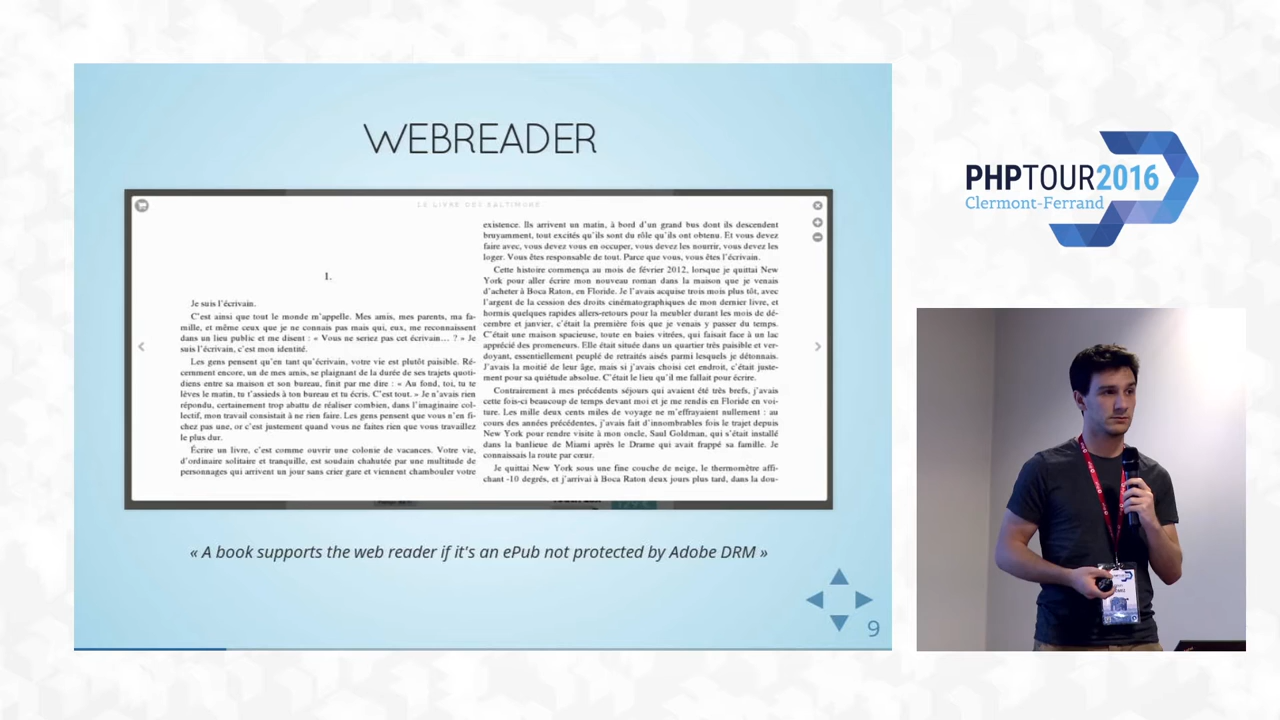 WEBREADER
LE LIVRE DES BALTIMORE
1.
Je suis l'écrivain.
C'est ainsi que tout le monde m'appelle. Mes amis, mes parents, ma fa-
mille, et même ceux que je ne connais pas mais qui, eux, me reconnaissent
dans un lieu public et me disent : « Vous ne seriez pas cet écrivain… ? » Je
suis l'écrivain, c'est mon identité.
Les gens pensent qu'en tant qu'écrivain, votre vie est plutôt paisible. Ré-
cemment encore, un de mes amis, se plaignant de la durée de ses trajets quoti-
diens entre sa maison et son bureau, finit par me dire : « Au fond, toi, tu te
lèves le matin, tu t'assieds à ton bureau et tu écris. C'est tout. » Je n'avais rien
répondu, certainement trop abattu de réaliser combien, dans l'imaginaire col-
lectif, mon travail consistait à ne rien faire. Les gens pensent que vous n'en fi-
chez pas une, or c'est justement quand vous ne faites rien que vous travaillez
le plus dur.
Écrire un livre, c'est comme ouvrir une colonie de vacances. Votre vie,
d'ordinaire solitaire et tranquille, est soudain chahutée par une multitude de
personnages qui arrivent un jour sans crier gare et viennent chambouler votre
existence. Ils arrivent un matin, à bord d'un grand bus dont ils descendent
bruyamment, tout excités qu'ils sont du rôle qu'ils ont obtenu. Et vous devez
faire avec, vous devez vous en occuper, vous devez les nourrir, vous devez les
loger. Vous êtes responsable de tout. Parce que vous, vous êtes l'écrivain.
Cette histoire commença au mois de février 2012, lorsque je quittai New
York pour aller écrire mon nouveau roman dans la maison que je venais
d'acheter à Boca Raton, en Floride. Je l'avais acquise trois mois plus tôt, avec
l'argent de la cession des droits cinématographiques de mon dernier livre, et
hormis quelques rapides allers-retours pour la meubler durant les mois de dé-
cembre et janvier, c'était la première fois que je venais y passer du temps.
C'était une maison spacieuse, toute en baies vitrées, qui faisait face à un lac
apprécié des promeneurs. Elle était située dans un quartier très paisible et ver-
doyant, essentiellement peuplé de retraités aisés parmi lesquels je détonnais.
J'avais la moitié de leur âge, mais si j'avais choisi cet endroit, c'était juste-
ment pour sa quiétude absolue. C'était le lieu qu'il me fallait pour écrire.
Contrairement à mes précédents séjours qui avaient été très brefs, j'avais
cette fois-ci beaucoup de temps devant moi et je me rendis en Floride en voi-
ture. Les mille deux cents miles de voyage ne m'effrayaient nullement : au
cours des années précédentes, j'avais fait d'innombrables fois le trajet depuis
New York pour rendre visite à mon oncle, Saul Goldman, qui s'était installé
dans la banlieue de Miami après le Drame qui avait frappé sa famille. Je
connaissais la route par cœur.
Je quittai New York sous une fine couche de neige, le thermomètre affi-
chant -10 degrés, et j'arrivai à Boca Raton deux jours plus tard, dans la dou-
« A book supports the web reader if it's an ePub not protected by Adobe DRM »
9
PHPTOUR2016
Clermont-Ferrand